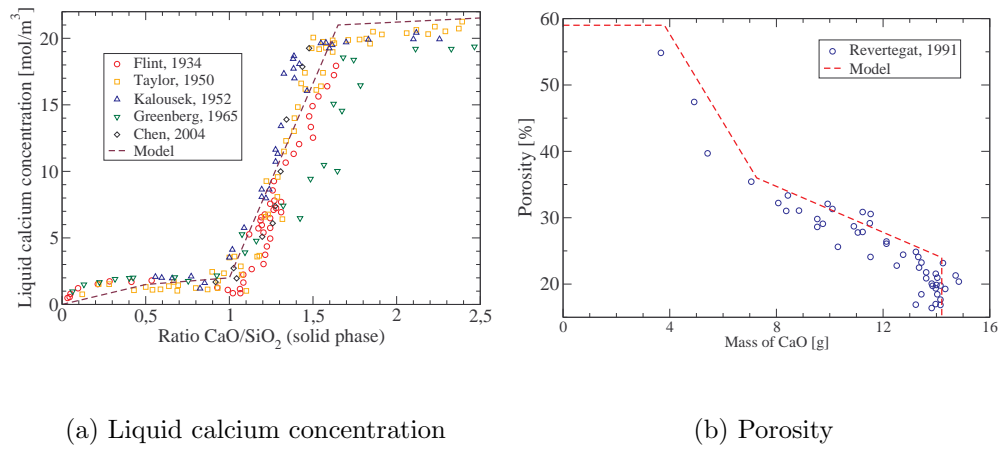 Liquid calcium concentration [mol/m³]
20
15
10
5
0
0
0,5
1
1,5
2
2,5
Ratio CaO/SiO₂ (solid phase)
Flint, 1934
Taylor, 1950
Kalousek, 1952
Greenberg, 1965
Chen, 2004
Model
(a) Liquid calcium concentration
Porosity [%]
60
50
40
30
20
0
4
8
12
16
Mass of CaO [g]
Revertegat, 1991
Model
(b) Porosity